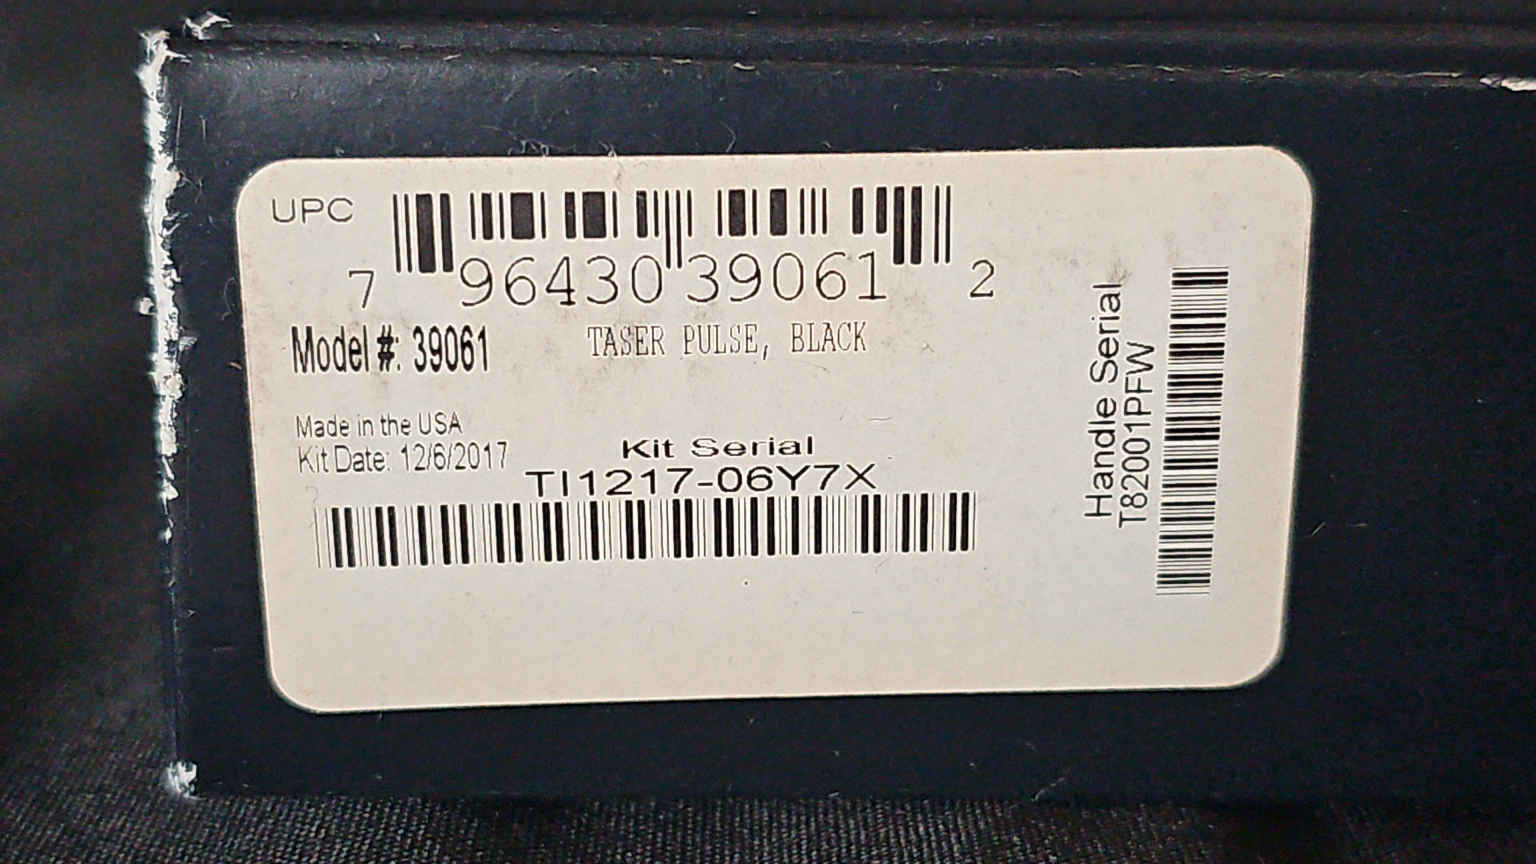 UPC
7 96430 39061 2
Model #: 39061
TASER PULSE, BLACK
Made in the USA
Kit Date: 12/6/2017
Kit Serial
TI1217-06Y7X
Handle Serial
T82001PFW